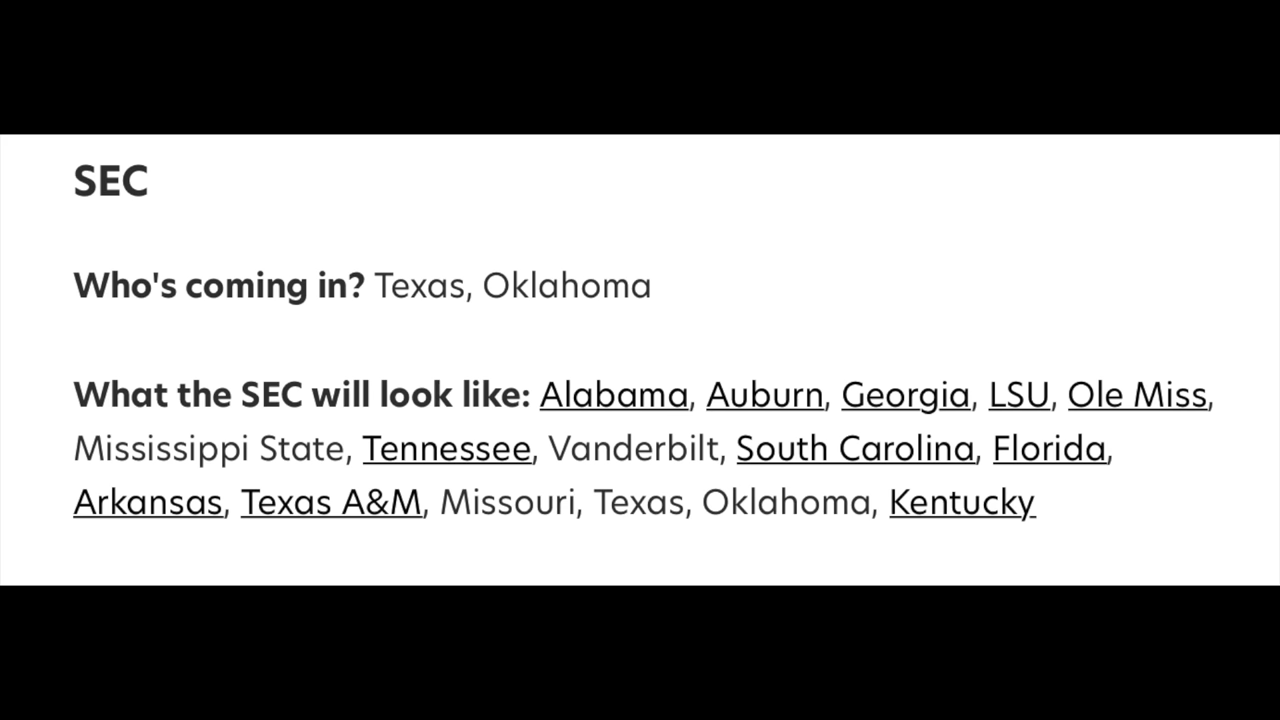 SEC
Who's coming in? Texas, Oklahoma
What the SEC will look like: Alabama, Auburn, Georgia, LSU, Ole Miss,
Mississippi State, Tennessee, Vanderbilt, South Carolina, Florida,
Arkansas, Texas A&M, Missouri, Texas, Oklahoma, Kentucky